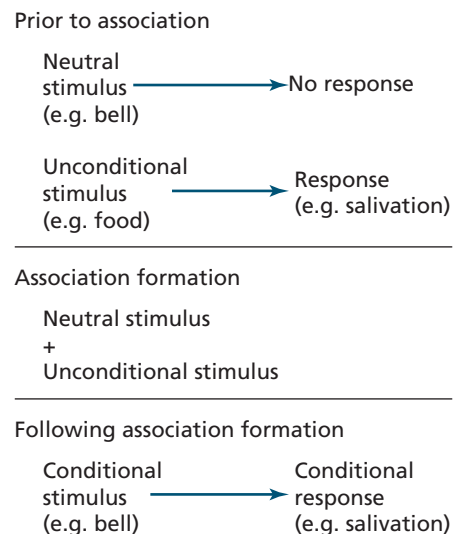 Prior to association
Neutral
stimulus
(e.g. bell)
No response
Unconditional
stimulus
(e.g. food)
Response
(e.g. salivation)
Association formation
Neutral stimulus
+
Unconditional stimulus
Following association formation
Conditional
stimulus
(e.g. bell)
Conditional
response
(e.g. salivation)